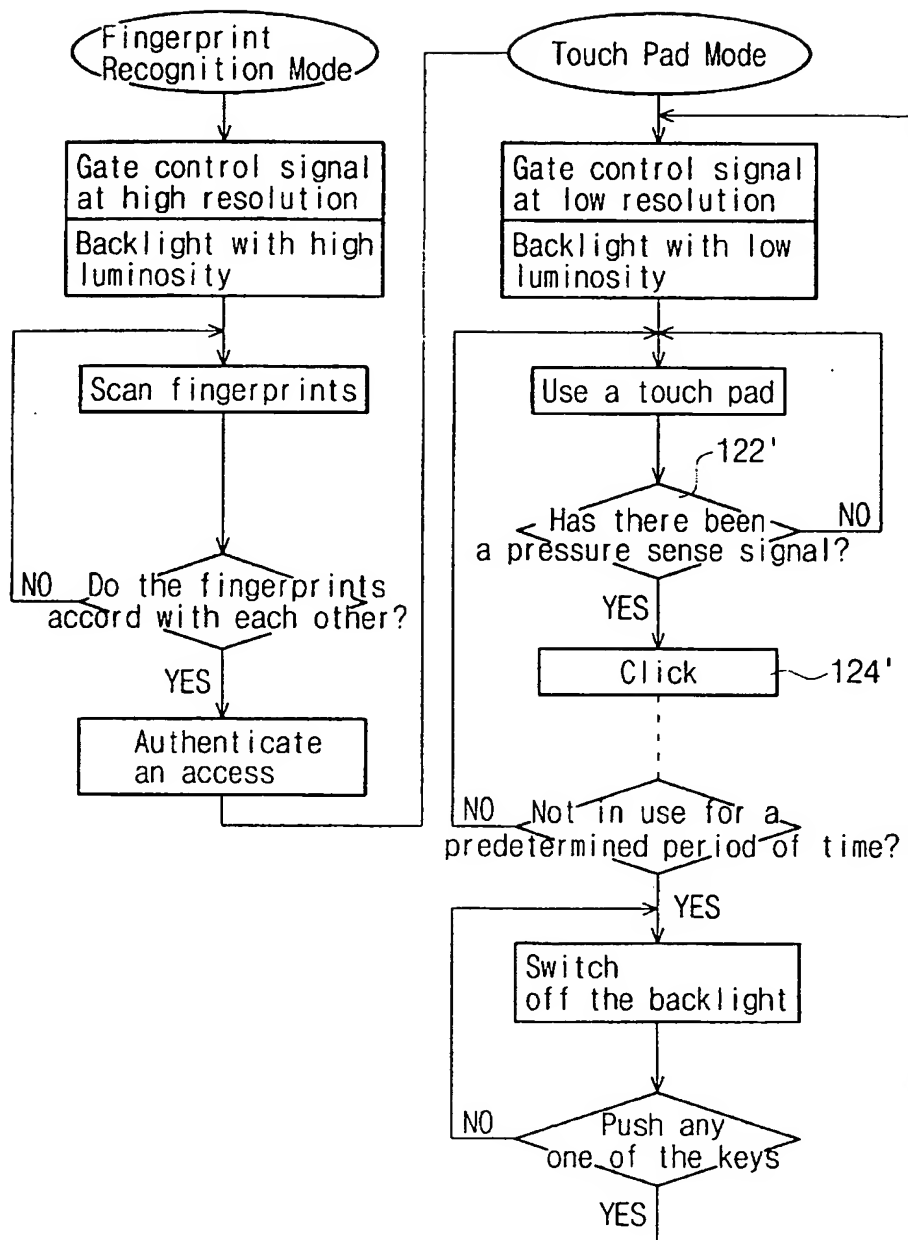 Fingerprint
Recognition Mode
Gate control signal
at high resolution
Backlight with high
luminosity
Scan fingerprints
NO
Do the fingerprints
accord with each other?
YES
Authenticate
an access
Touch Pad Mode
Gate control signal
at low resolution
Backlight with low
luminosity
Use a touch pad
122'
Has there been
a pressure sense signal?
NO
YES
Click
124'
NO
Not in use for a
predetermined period of time?
YES
Switch
off the backlight
NO
Push any
one of the keys
YES